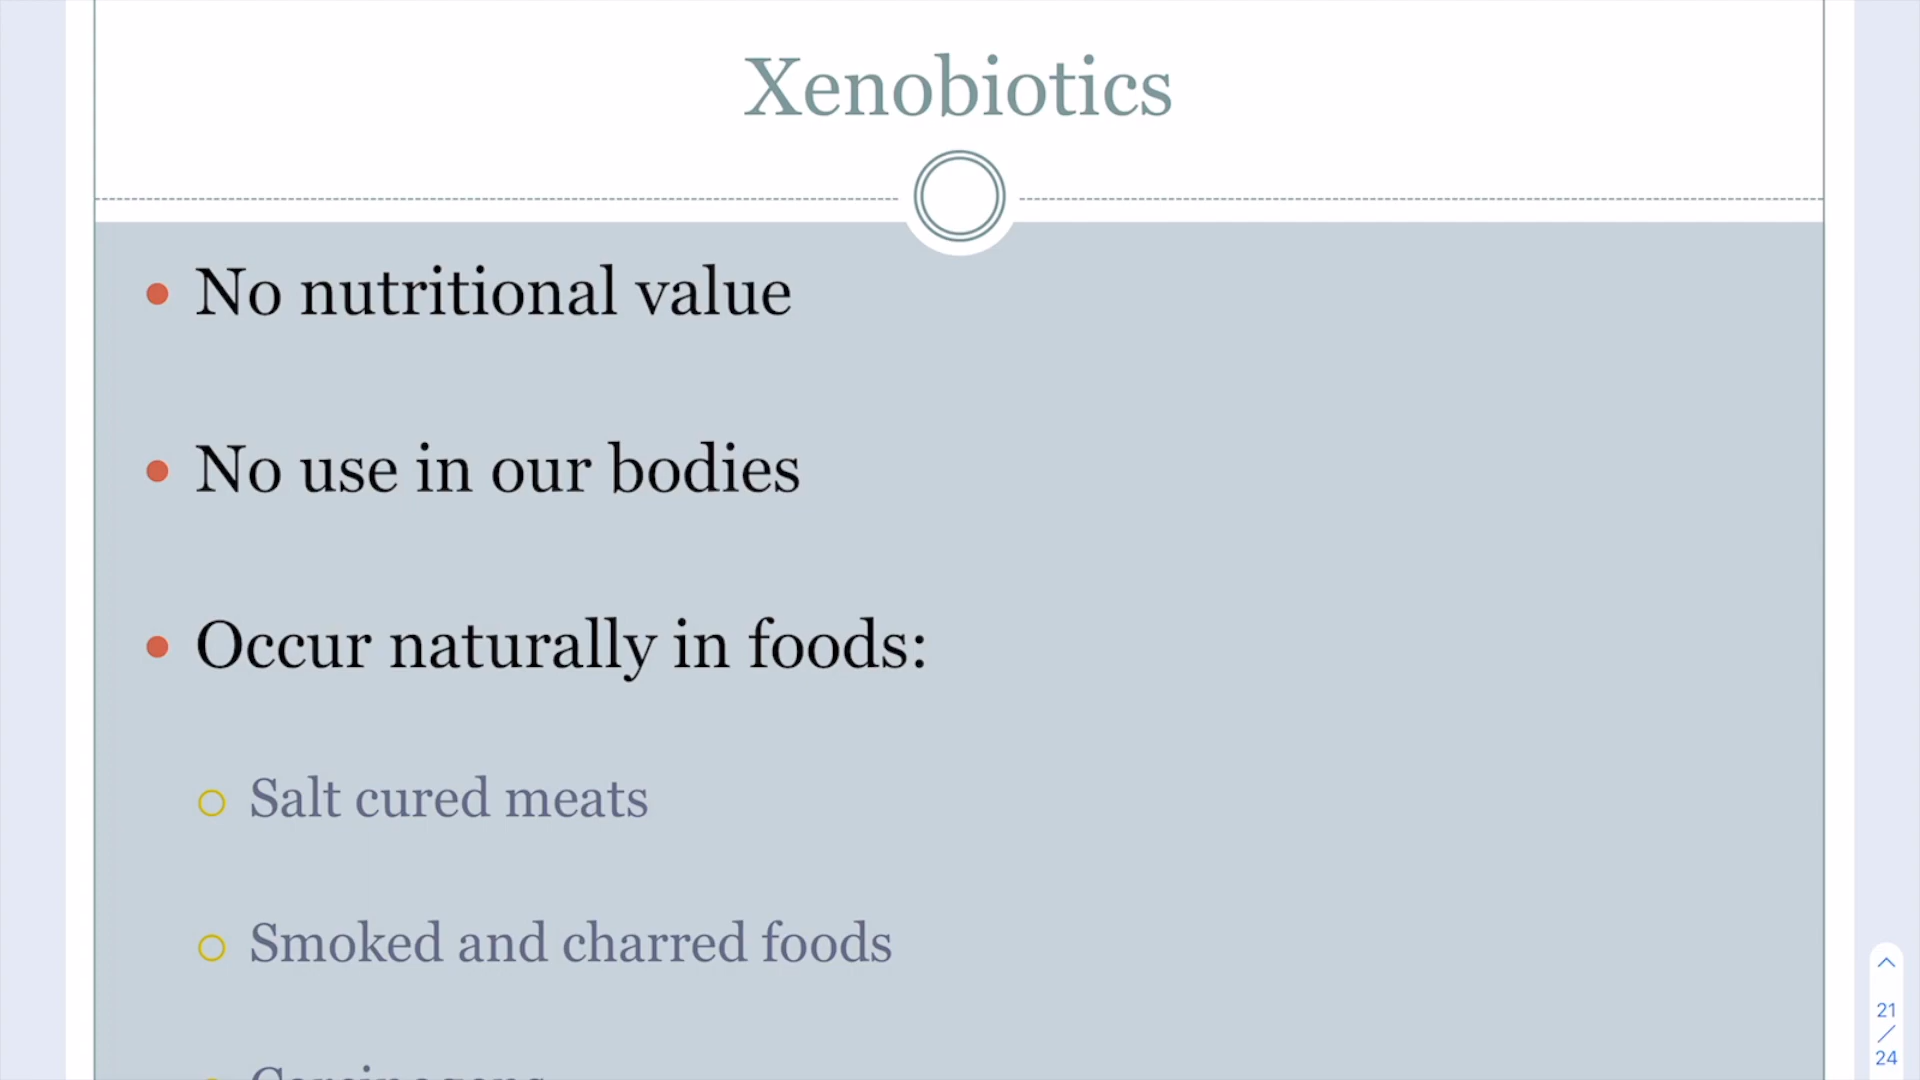 Xenobiotics
No nutritional value
No use in our bodies
Occur naturally in foods:
Salt cured meats
Smoked and charred foods
Carcinogens
21
/
24